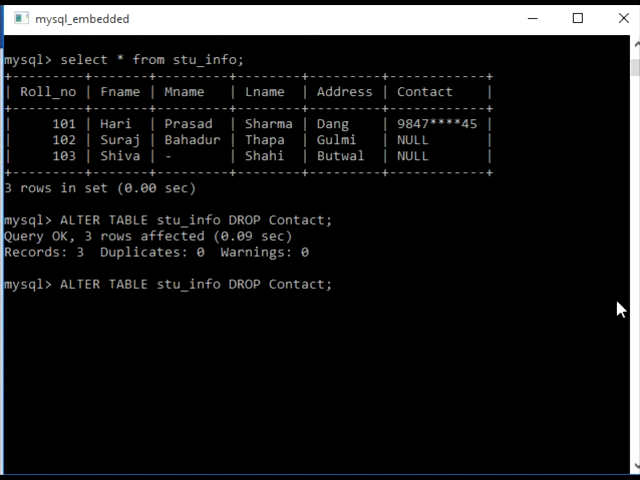 mysql_embedded
mysql> select * from stu_info;
+---------+-------+---------+--------+---------+------------+
| Roll_no | Fname | Mname   | Lname  | Address | Contact    |
+---------+-------+---------+--------+---------+------------+
|     101 | Hari  | Prasad  | Sharma | Dang    | 9847****45 |
|     102 | Suraj | Bahadur | Thapa  | Gulmi   | NULL       |
|     103 | Shiva | -       | Shahi  | Butwal  | NULL       |
+---------+-------+---------+--------+---------+------------+
3 rows in set (0.00 sec)
mysql> ALTER TABLE stu_info DROP Contact;
Query OK, 3 rows affected (0.09 sec)
Records: 3  Duplicates: 0  Warnings: 0
mysql> ALTER TABLE stu_info DROP Contact;